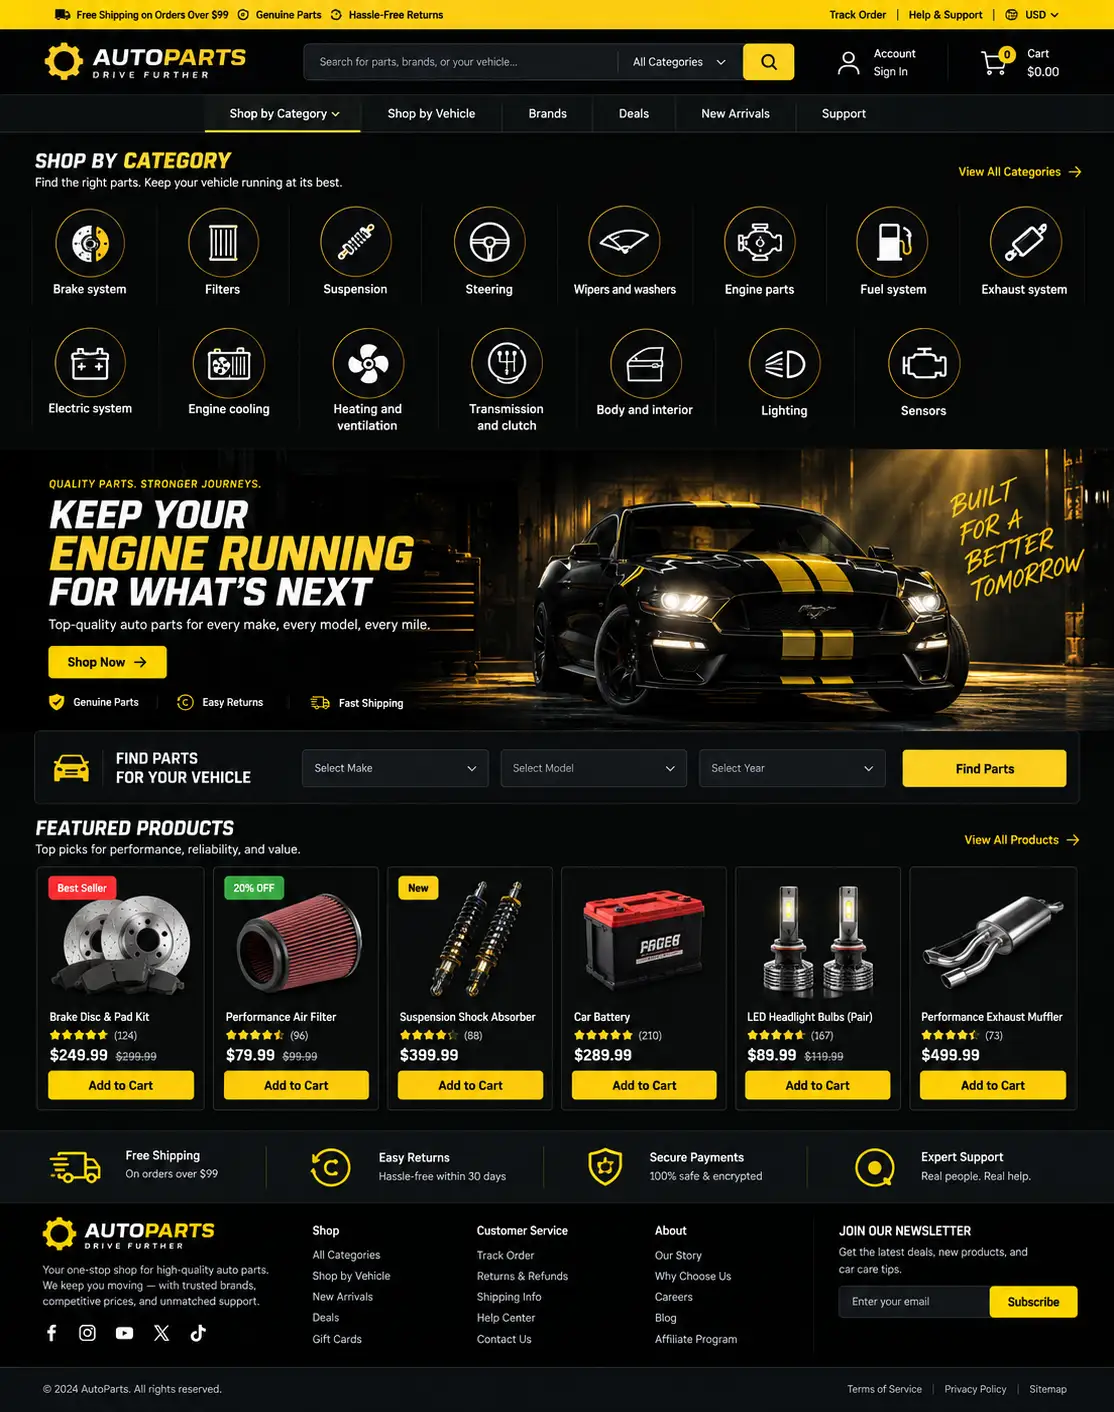 Free Shipping on Orders Over $99 Genuine Parts Hassle-Free Returns
Track Order | Help & Support | USD
AUTOPARTS
DRIVE FURTHER
Search for parts, brands, or your vehicle...
All Categories
Account
Sign In
0
Cart
$0.00
Shop by Category
Shop by Vehicle
Brands
Deals
New Arrivals
Support
SHOP BY CATEGORY
Find the right parts. Keep your vehicle running at its best.
View All Categories
Brake system
Filters
Suspension
Steering
Wipers and washers
Engine parts
Fuel system
Exhaust system
Electric system
Engine cooling
Heating and
ventilation
Transmission
and clutch
Body and interior
Lighting
Sensors
QUALITY PARTS. STRONGER JOURNEYS.
KEEP YOUR
ENGINE RUNNING
FOR WHAT'S NEXT
Top-quality auto parts for every make, every model, every mile.
Shop Now
Genuine Parts
Easy Returns
Fast Shipping
BUILT
FOR A
BETTER
TOMORROW
FIND PARTS
FOR YOUR VEHICLE
Select Make
Select Model
Select Year
Find Parts
FEATURED PRODUCTS
Top picks for performance, reliability, and value.
View All Products
Best Seller
Brake Disc & Pad Kit
(124)
$249.99 $299.99
Add to Cart
20% OFF
Performance Air Filter
(96)
$79.99 $99.99
Add to Cart
New
Suspension Shock Absorber
(88)
$399.99
Add to Cart
Car Battery
(210)
$289.99
Add to Cart
LED Headlight Bulbs (Pair)
(167)
$89.99 $119.99
Add to Cart
Performance Exhaust Muffler
(73)
$499.99
Add to Cart
Free Shipping
On orders over $99
Easy Returns
Hassle-free within 30 days
Secure Payments
100% safe & encrypted
Expert Support
Real people. Real help.
AUTOPARTS
DRIVE FURTHER
Your one-stop shop for high-quality auto parts.
We keep you moving — with trusted brands,
competitive prices, and unmatched support.
Shop
All Categories
Shop by Vehicle
New Arrivals
Deals
Gift Cards
Customer Service
Track Order
Returns & Refunds
Shipping Info
Help Center
Contact Us
About
Our Story
Why Choose Us
Careers
Blog
Affiliate Program
JOIN OUR NEWSLETTER
Get the latest deals, new products, and
car care tips.
Enter your email
Subscribe
© 2024 AutoParts. All rights reserved.
Terms of Service | Privacy Policy | Sitemap